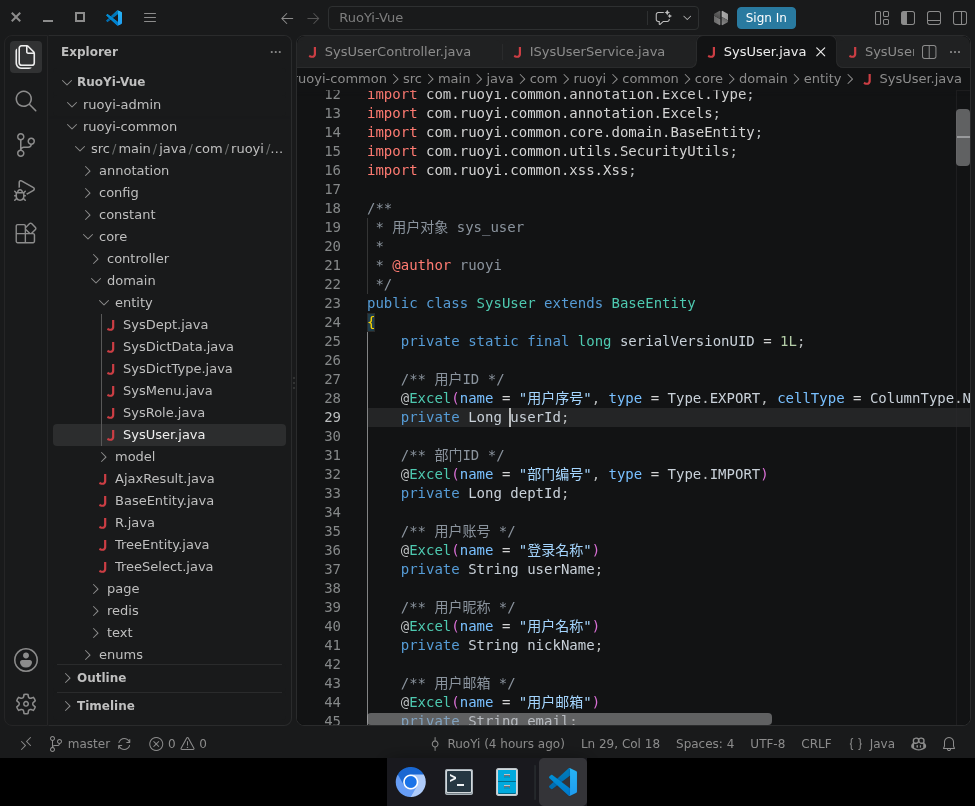 RuoYi-Vue
Sign In
Explorer
RuoYi-Vue
ruoyi-admin
ruoyi-common
src/main/java/com/ruoyi/...
annotation
config
constant
core
controller
domain
entity
SysDept.java
SysDictData.java
SysDictType.java
SysMenu.java
SysRole.java
SysUser.java
model
AjaxResult.java
BaseEntity.java
R.java
TreeEntity.java
TreeSelect.java
page
redis
text
enums
Outline
Timeline
SysUserController.java
ISysUserService.java
SysUser.java
SysUser
ruoyi-common > src > main > java > com > ruoyi > common > core > domain > entity > SysUser.java
12 import com.ruoyi.common.annotation.Excel.Type;
13 import com.ruoyi.common.annotation.Excels;
14 import com.ruoyi.common.core.domain.BaseEntity;
15 import com.ruoyi.common.utils.SecurityUtils;
16 import com.ruoyi.common.xss.Xss;
17
18 /**
19  * 用户对象 sys_user
20  *
21  * @author ruoyi
22  */
23 public class SysUser extends BaseEntity
24 {
25     private static final long serialVersionUID = 1L;
26
27     /** 用户ID */
28     @Excel(name = "用户序号", type = Type.EXPORT, cellType = ColumnType.N
29     private Long userId;
30
31     /** 部门ID */
32     @Excel(name = "部门编号", type = Type.IMPORT)
33     private Long deptId;
34
35     /** 用户账号 */
36     @Excel(name = "登录名称")
37     private String userName;
38
39     /** 用户昵称 */
40     @Excel(name = "用户名称")
41     private String nickName;
42
43     /** 用户邮箱 */
44     @Excel(name = "用户邮箱")
45     private String email;
master
0
0
RuoYi (4 hours ago)
Ln 29, Col 18
Spaces: 4
UTF-8
CRLF
{ } Java